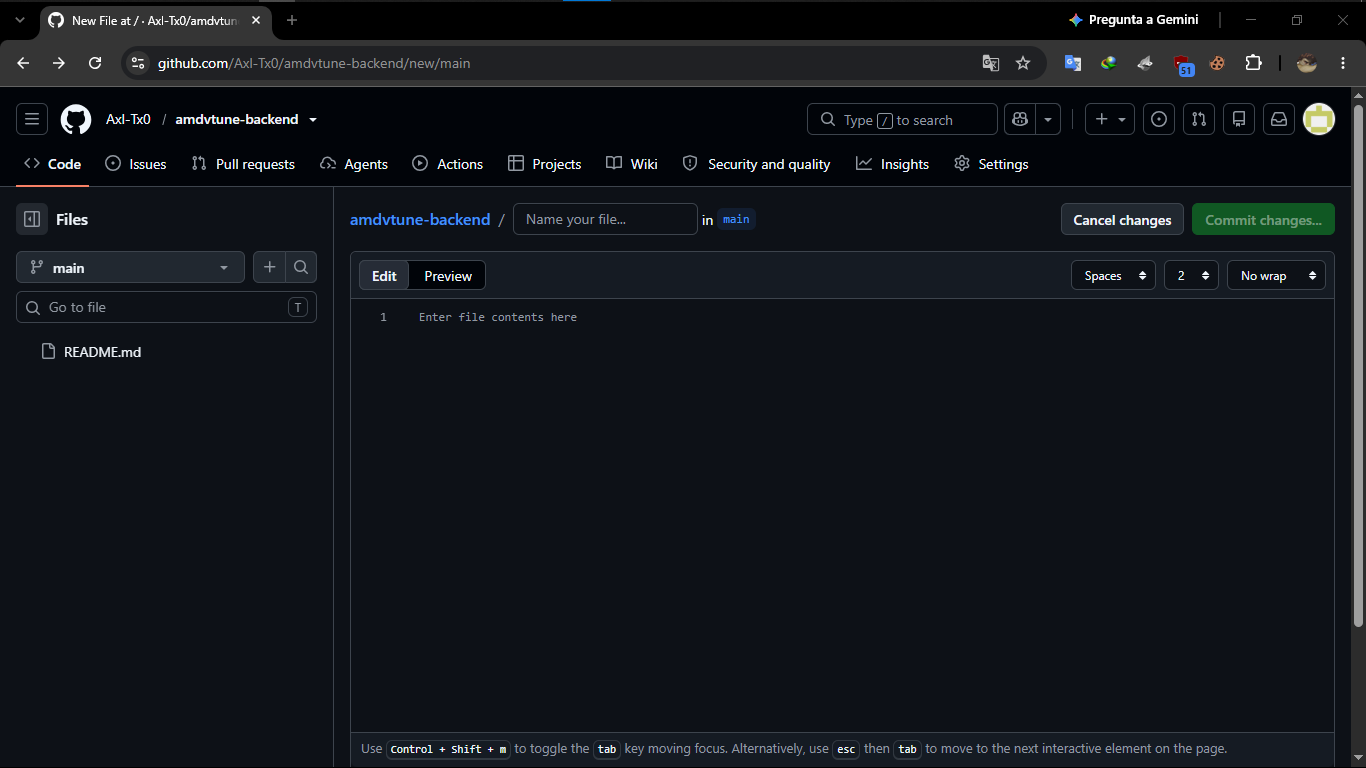 New File at / · Axl-Tx0/amdvtune
Pregunta a Gemini
github.com/Axl-Tx0/amdvtune-backend/new/main
51
Axl-Tx0 / amdvtune-backend
Type / to search
Code Issues Pull requests Agents Actions Projects Wiki Security and quality Insights Settings
Files
amdvtune-backend / Name your file... in main
Cancel changes Commit changes...
main
Edit Preview
Spaces 2 No wrap
Go to file T
1 Enter file contents here
README.md
Use Control + Shift + m to toggle the tab key moving focus. Alternatively, use esc then tab to move to the next interactive element on the page.